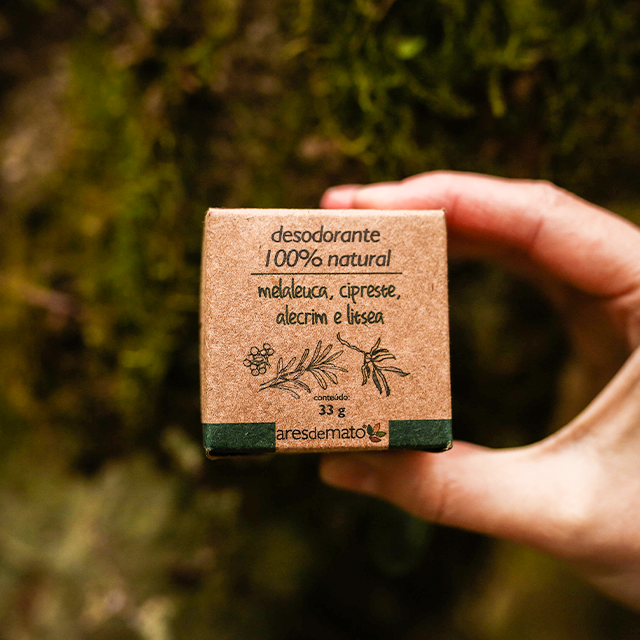 desodorante
100% natural
melaleuca, cipreste,
alecrim e litsea
conteúdo:
33 g
aresdemato